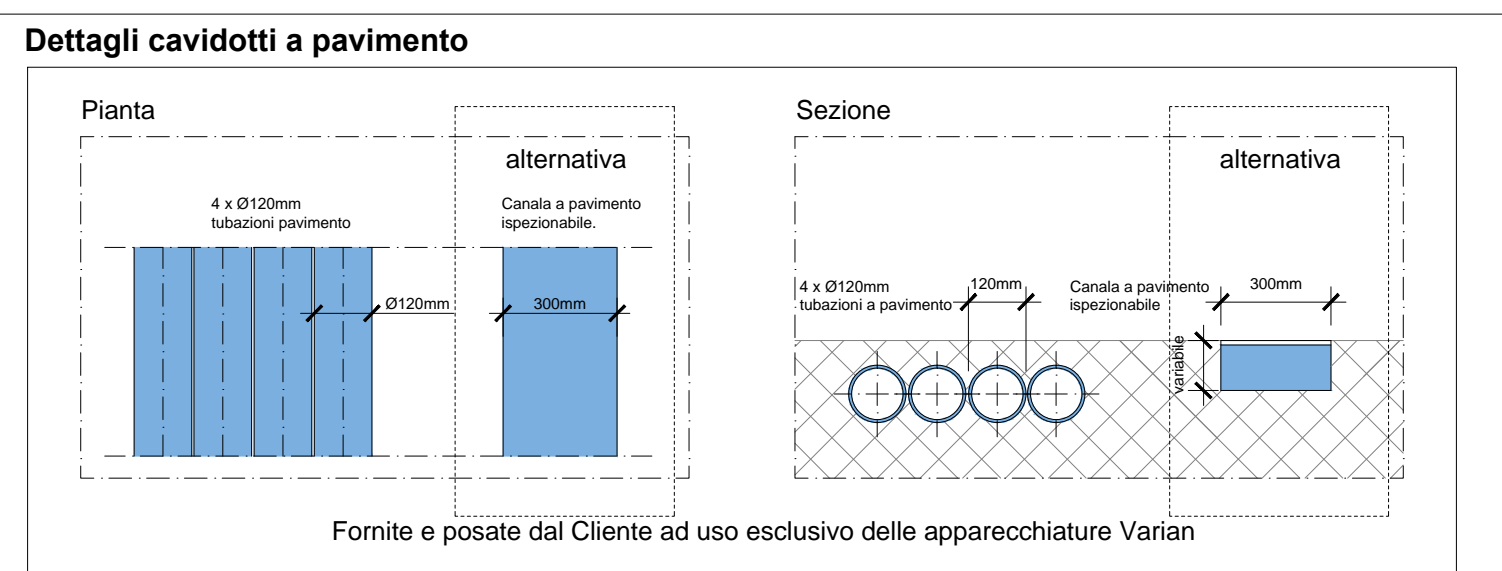 Dettagli cavidotti a pavimento
Pianta
alternativa
4 x Ø120mm
tubazioni pavimento
Canala a pavimento
ispezionabile.
Ø120mm
300mm
Sezione
alternativa
4 x Ø120mm
tubazioni a pavimento
120mm
Canala a pavimento
ispezionabile
300mm
variabile
Fornite e posate dal Cliente ad uso esclusivo delle apparecchiature Varian